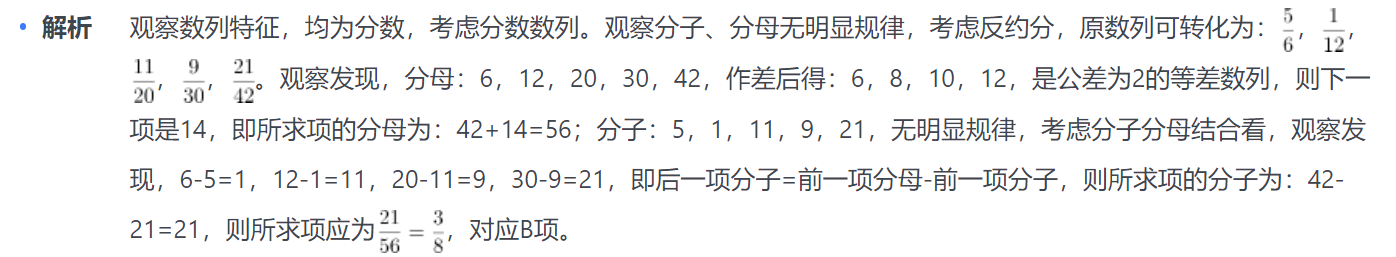 • 解析 观察数列特征，均为分数，考虑分数数列。观察分子、分母无明显规律，考虑反约分，原数列可转化为：5/6，1/12，
11/20，9/30，21/42。观察发现，分母：6，12，20，30，42，作差后得：6，8，10，12，是公差为2的等差数列，则下一
项是14，即所求项的分母为：42+14=56；分子：5，1，11，9，21，无明显规律，考虑分子分母结合看，观察发
现，6-5=1，12-1=11，20-11=9，30-9=21，即后一项分子=前一项分母-前一项分子，则所求项的分子为：42-
21=21，则所求项应为21/56=3/8，对应B项。